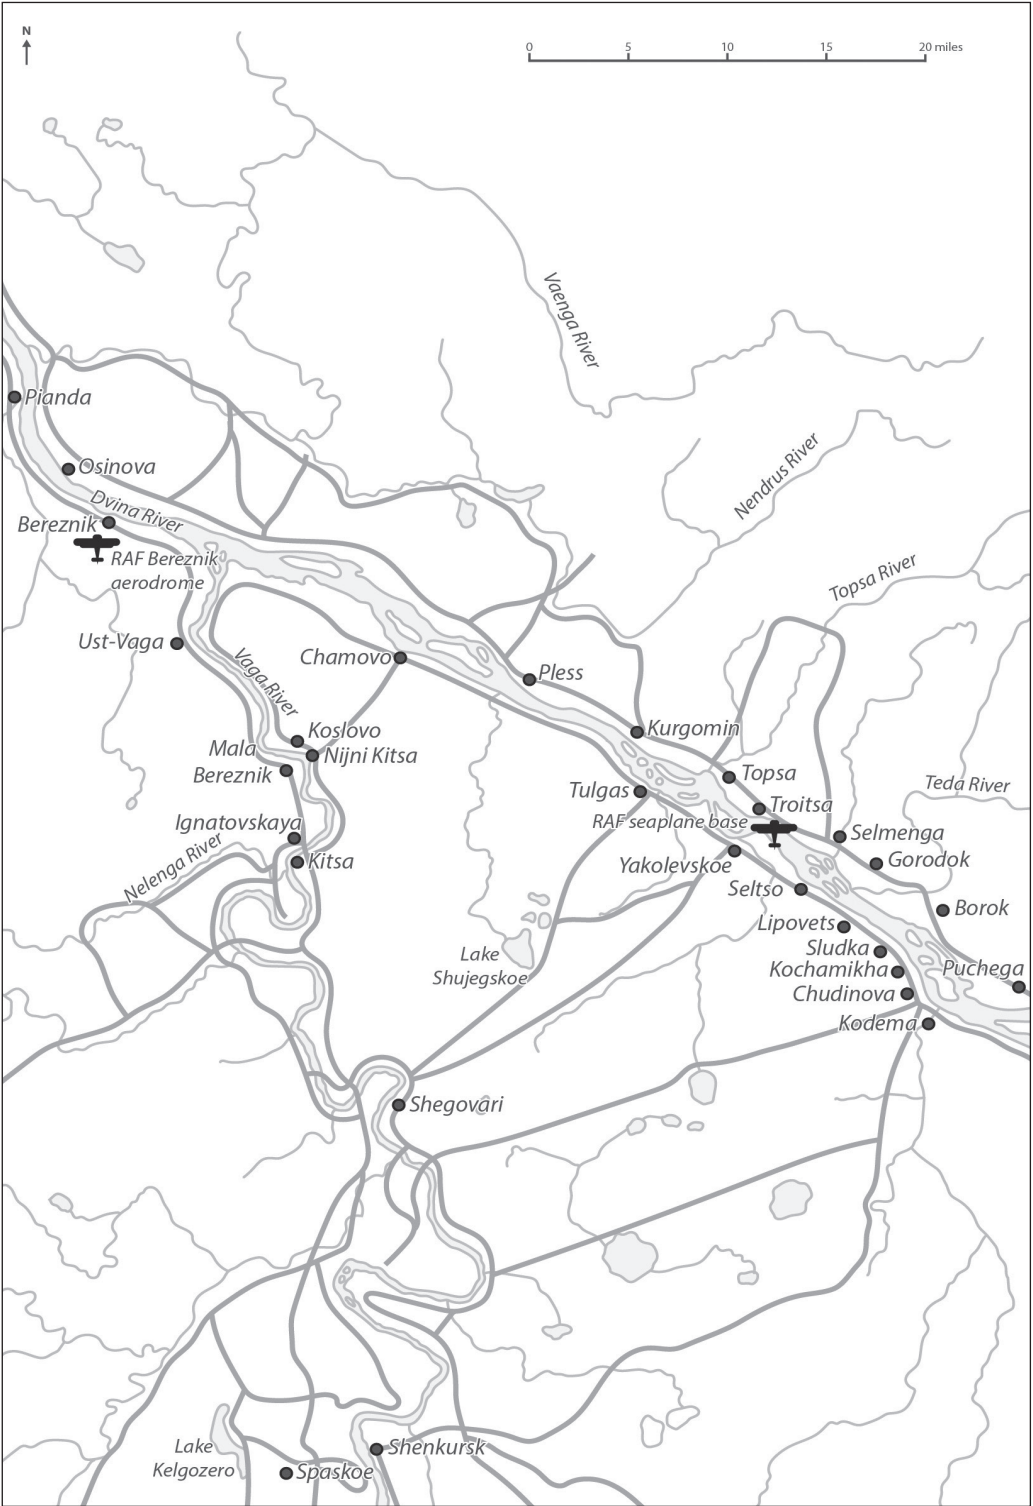 N
0 5 10 15 20 miles
Vaenga River
Pianda
Osinova
Nendrus River
Dvina River
Bereznik
RAF Bereznik
aerodrome
Topsa River
Ust-Vaga
Chamovo
Vaga River
Pless
Koslovo
Kurgomin
Mala
Bereznik
Nijni Kitsa
Topsa
Teda River
Tulgas
Troitsa
RAF seaplane base
Ignatovskaya
Selmenga
Nelenga River
Kitsa
Yakolevskoe
Gorodok
Seltso
Borok
Lipovets
Lake
Shujegskoe
Sludka
Kochamikha
Puchega
Chudinova
Kodema
Shegovari
Lake
Kelgozero
Shenkursk
Spaskoe